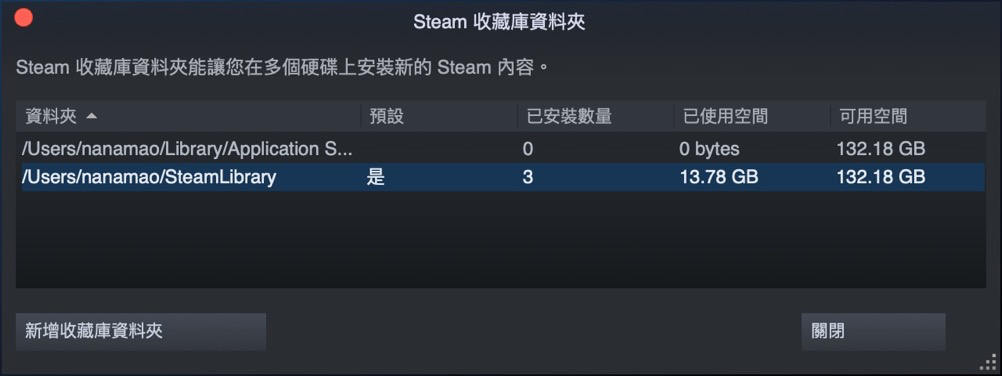 Steam 收藏庫資料夾
Steam 收藏庫資料夾能讓您在多個硬碟上安裝新的 Steam 內容。
資料夾 預設 已安裝數量 已使用空間 可用空間
/Users/nanamao/Library/Application S... 0 0 bytes 132.18 GB
/Users/nanamao/SteamLibrary 是 3 13.78 GB 132.18 GB
新增收藏庫資料夾 關閉